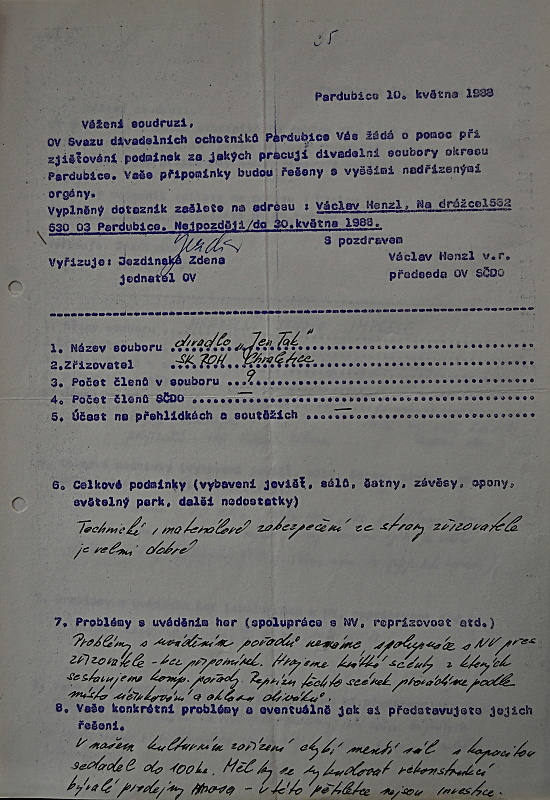 35
Pardubice 10. května 1988
Vážení soudruzi,
OV Svazu divadelních ochotníků Pardubice Vás žádá o pomoc při
zjišťování podmínek za jakých pracují divadelní soubory okresu
Pardubice. Vaše připomínky budou řešeny s vyššími nadřízenými
orgány.
Vyplněný dotazník zašlete na adresu : Václav Henzl, Na drážce1532
530 03 Pardubice. Nejpozději/do 30.května 1988.
S pozdravem
Vyřizuje: Jezdinská Zdena
Václav Henzl v.r.
jednatel OV
předseda OV SČDO
1. Název souboru divadlo "Jen Tak"
2.Zřizovatel SK ROH Chvaletice
3. Počet členů v souboru 9
4. Počet členů SČDO —
5. Účast na přehlídkách a soutěžích —
6. Celkové podmínky (vybavení jevišť, sálů, šatny, závěsy, opony,
světelný park, další nedostatky)
Technické i materiálové zabezpečení ze strany zřizovatele
je velmi dobré
7. Problémy s uváděním her (spolupráce s NV, reprízovost atd.)
Problémy s uváděním pořadů nemáme, spolupráce s NV přes
zřizovatele - bez připomínek. Hrajeme krátké scénky z kterých
sestavujeme komp. pořady. Reprízu těchto scének provádíme podle
místa účinkování a ohlasu diváků.
8. Vaše konkrétní problémy a eventuálně jak si představujete jejich
řešení.
V našem kulturním zařízení chybí menší sál s kapacitou
sedadel do 100 ks. Měl by se vybudovat rekonstrukcí
bývalé prodejny masa - v této pětiletce nejsou investice.